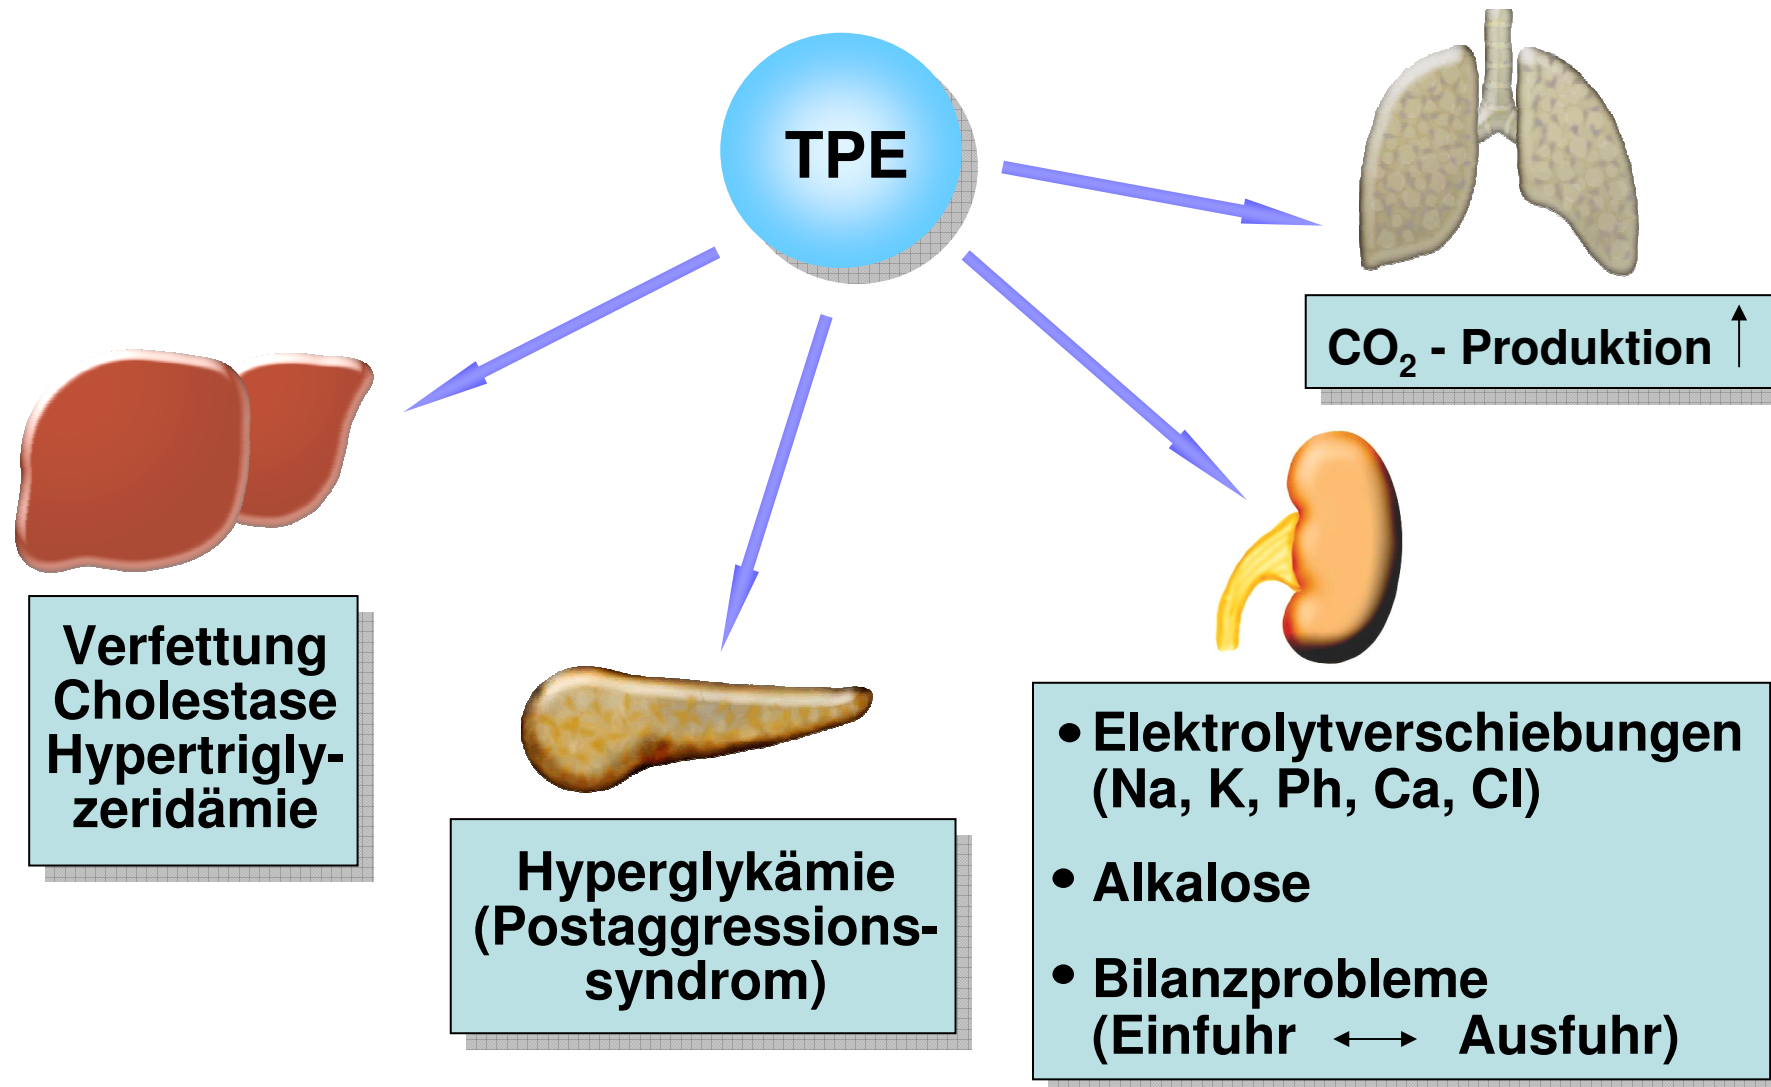 TPE
CO₂ - Produktion ↑
Verfettung
Cholestase
Hypertrigly-
zeridämie
Hyperglykämie
(Postaggressions-
syndrom)
• Elektrolytverschiebungen
(Na, K, Ph, Ca, Cl)
• Alkalose
• Bilanzprobleme
(Einfuhr ↔ Ausfuhr)